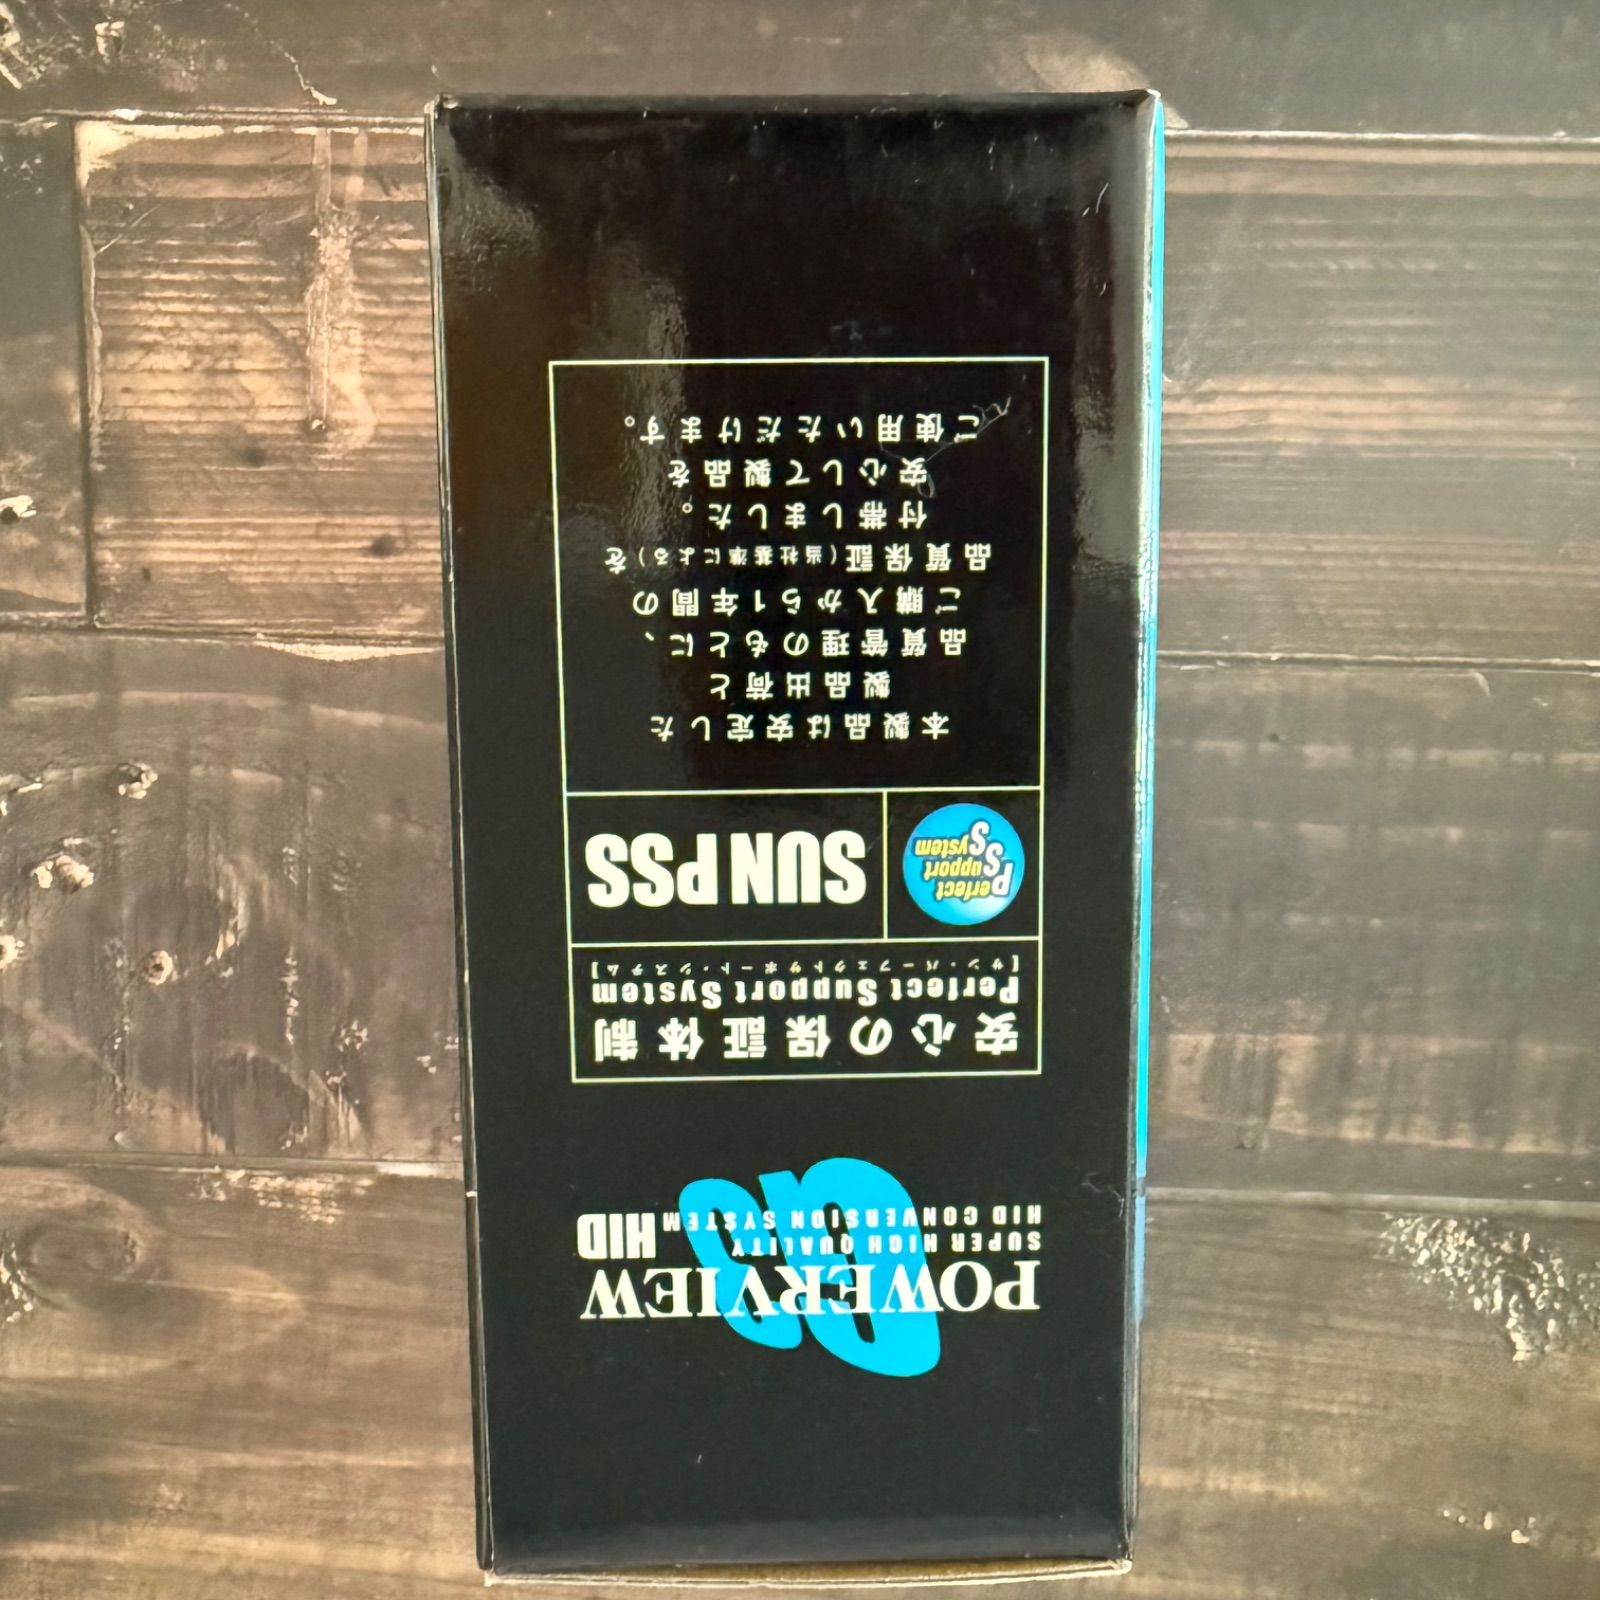 POWERVIEW
SUPER HIGH QUALITY
HID CONVERSION SYSTEM HID
安心の保証体制
Perfect Support System
【サン・パーフェクトサポート・システム】
Perfect
Support
System
SUN PSS
本製品は安定した
製品出荷と
品質管理のもとに、
ご購入から1年間の
品質保証(当社基準による)を
付帯しました。
安心して製品を
ご使用いただけます。